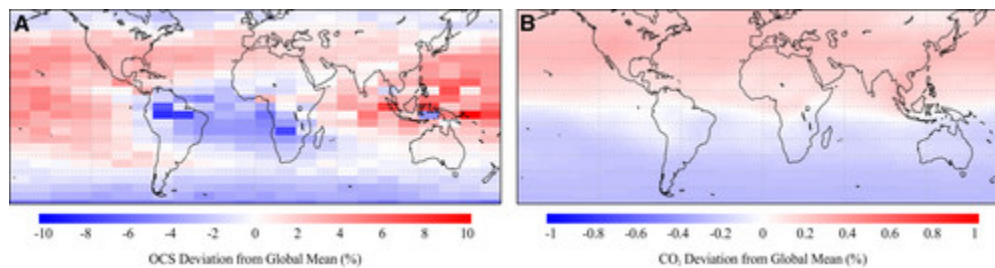 A
B
-10 -8 -6 -4 -2 0 2 4 6 8 10
OCS Deviation from Global Mean (%)
-1 -0.8 -0.6 -0.4 -0.2 0 0.2 0.4 0.6 0.8 1
CO₂ Deviation from Global Mean (%)